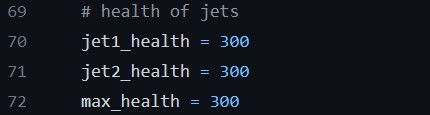 69 # health of jets
70 jet1_health = 300
71 jet2_health = 300
72 max_health = 300